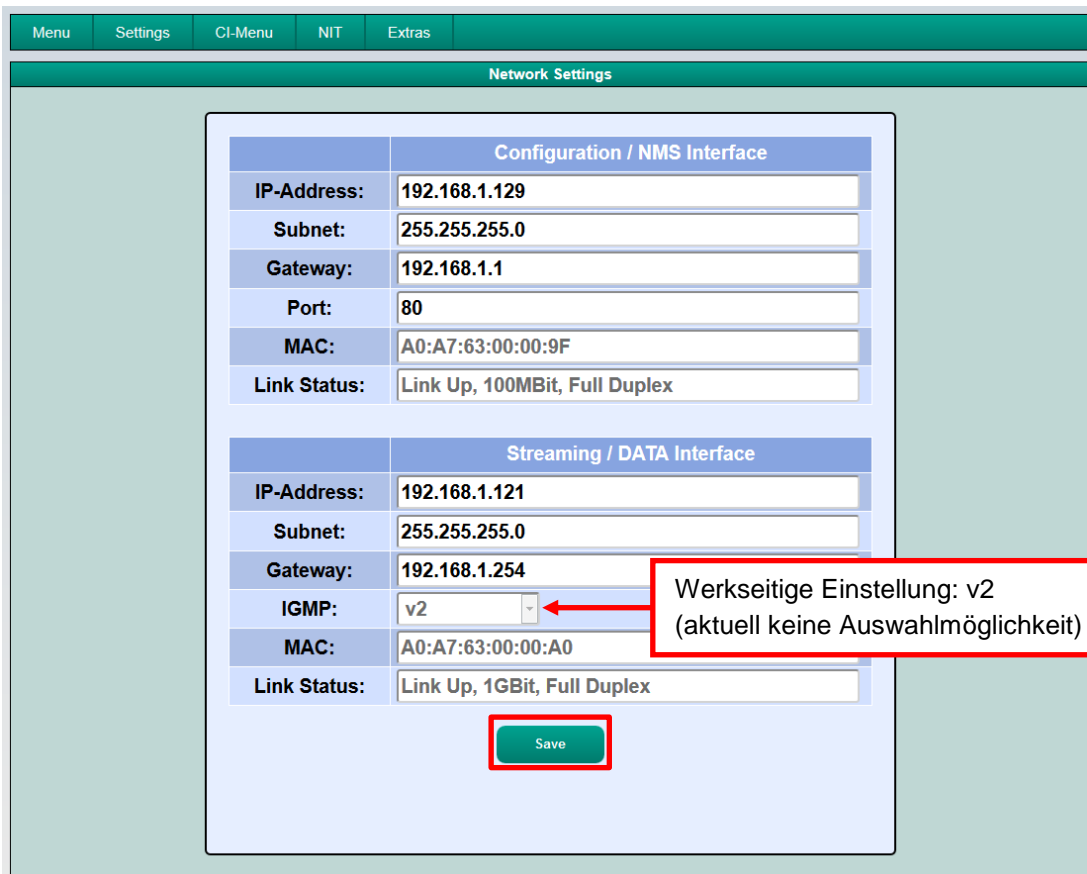 Menu Settings CI-Menu NIT Extras
Network Settings
Configuration / NMS Interface
IP-Address: 192.168.1.129
Subnet: 255.255.255.0
Gateway: 192.168.1.1
Port: 80
MAC: A0:A7:63:00:00:9F
Link Status: Link Up, 100MBit, Full Duplex
Streaming / DATA Interface
IP-Address: 192.168.1.121
Subnet: 255.255.255.0
Gateway: 192.168.1.254
IGMP: v2
Werkseitige Einstellung: v2
(aktuell keine Auswahlmöglichkeit)
MAC: A0:A7:63:00:00:A0
Link Status: Link Up, 1GBit, Full Duplex
Save